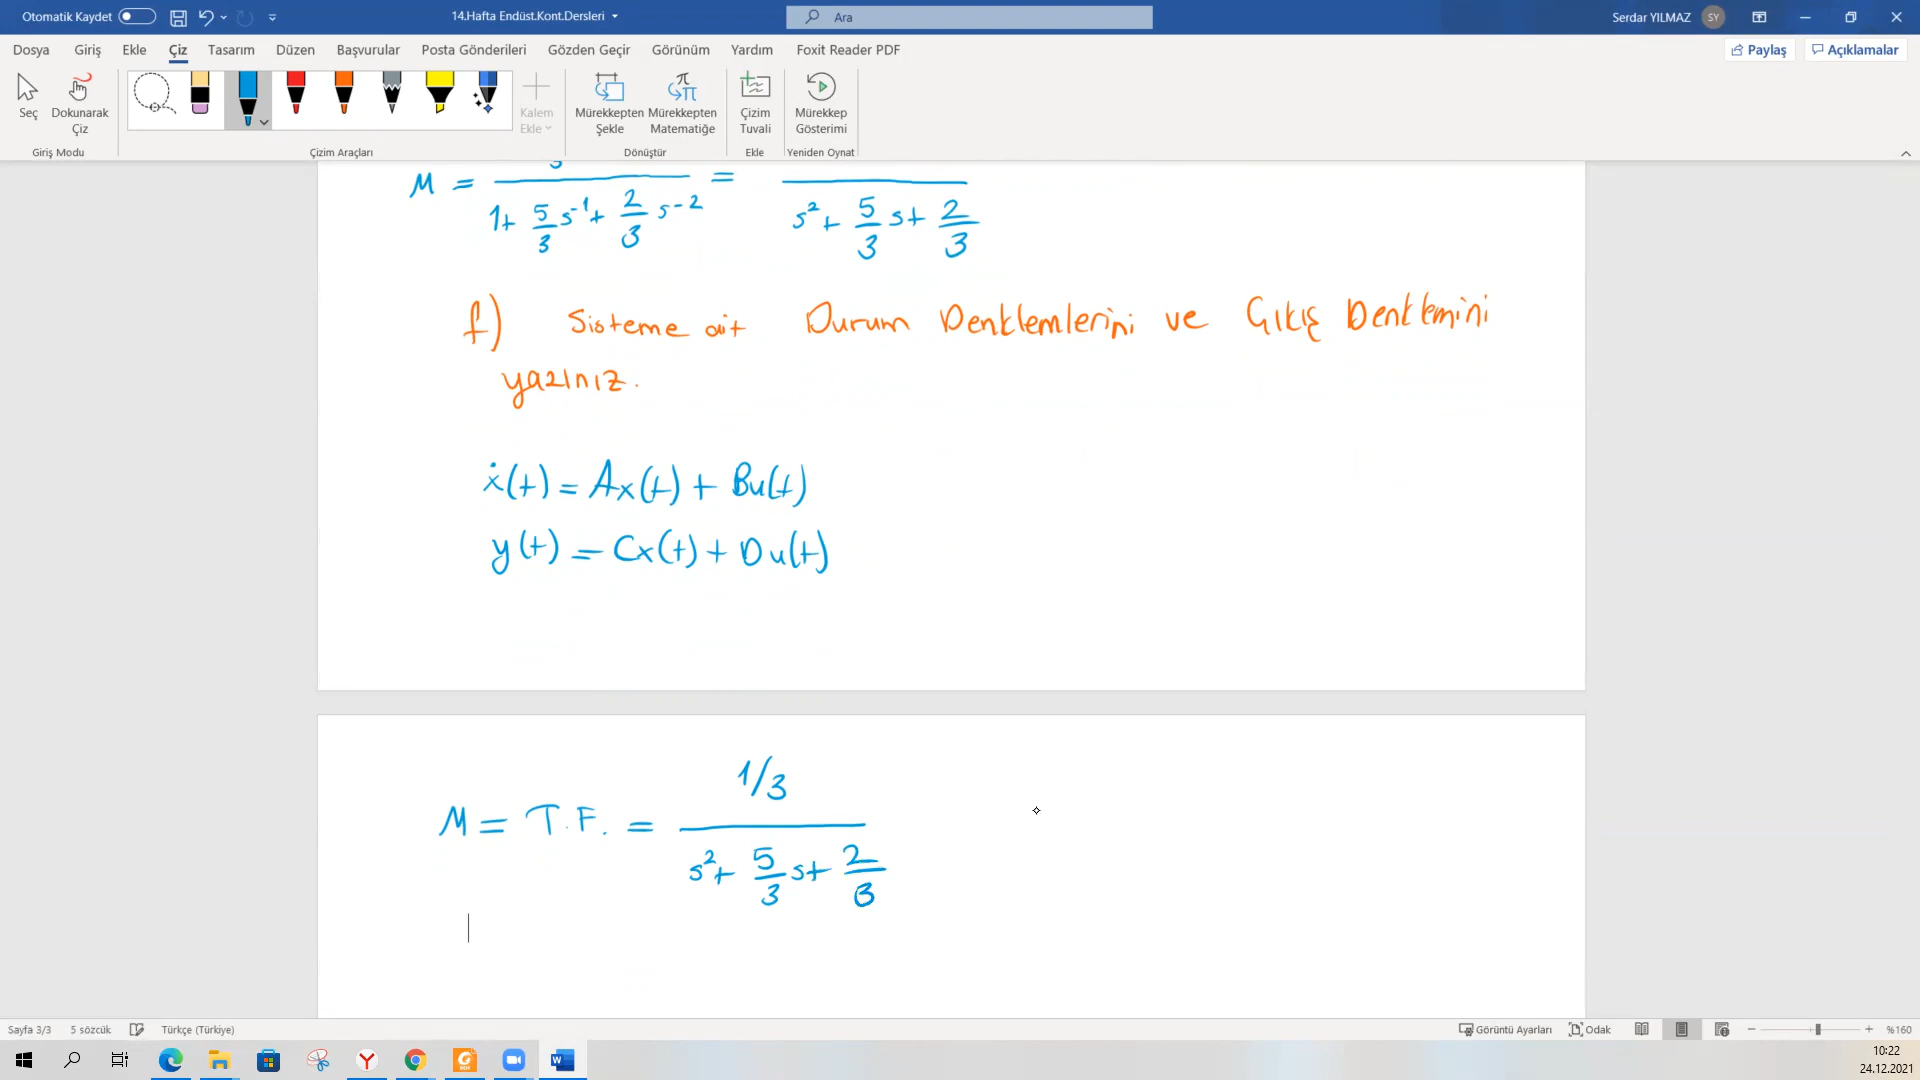 Otomatik Kaydet
14.Hafta Endüst.Kont.Dersleri
Ara
Serdar YILMAZ
SY
Dosya Giriş Ekle Çiz Tasarım Düzen Başvurular Posta Gönderileri Gözden Geçir Görünüm Yardım Foxit Reader PDF
Paylaş
Açıklamalar
Seç
Dokunarak Çiz
Kalem Ekle
Mürekkepten Şekle
Mürekkepten Matematiğe
Çizim Tuvali
Mürekkep Gösterimi
Giriş Modu
Çizim Araçları
Dönüştür
Ekle
Yeniden Oynat
M = / 1+ 5/3 s⁻¹ + 2/3 s⁻² = / s² + 5/3 s + 2/3
f) Sisteme ait Durum Denklemlerini ve Çıkış Denklemini
yazınız.
ẋ(t) = Ax(t) + Bu(t)
y(t) = Cx(t) + Du(t)
M = T.F. = 1/3 / s² + 5/3 s + 2/3
Sayfa 3/3 5 sözcük Türkçe (Türkiye)
Görüntü Ayarları
Odak
%160
10:22
24.12.2021